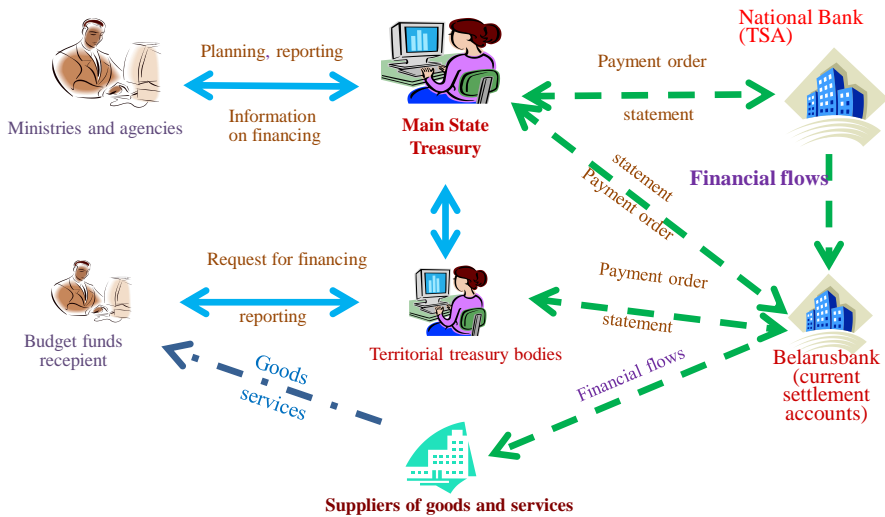 National Bank
(TSA)
Planning, reporting
Payment order
Information
on financing
statement
Ministries and agencies
Main State
Treasury
statement
Payment order
Financial flows
Request for financing
Payment order
reporting
statement
Budget funds
recepient
Territorial treasury bodies
Belarusbank
(current
settlement
accounts)
Goods
services
Financial flows
Suppliers of goods and services